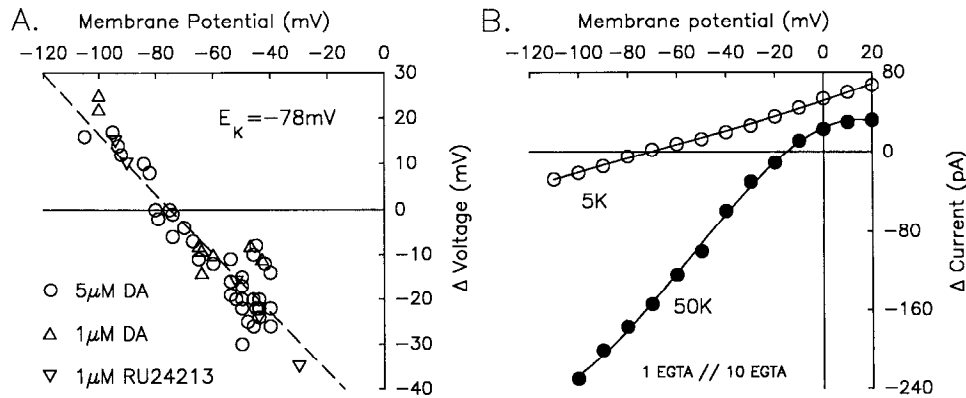 A.
Membrane Potential (mV)
−120 −100 −80 −60 −40 −20 0
30
20
10
0
−10
−20
−30
−40
Δ Voltage (mV)
E_K=−78mV
5μM DA
1μM DA
1μM RU24213
B.
Membrane potential (mV)
−120 −100 −80 −60 −40 −20 0 20
80
0
−80
−160
−240
Δ Current (pA)
5K
50K
1 EGTA // 10 EGTA